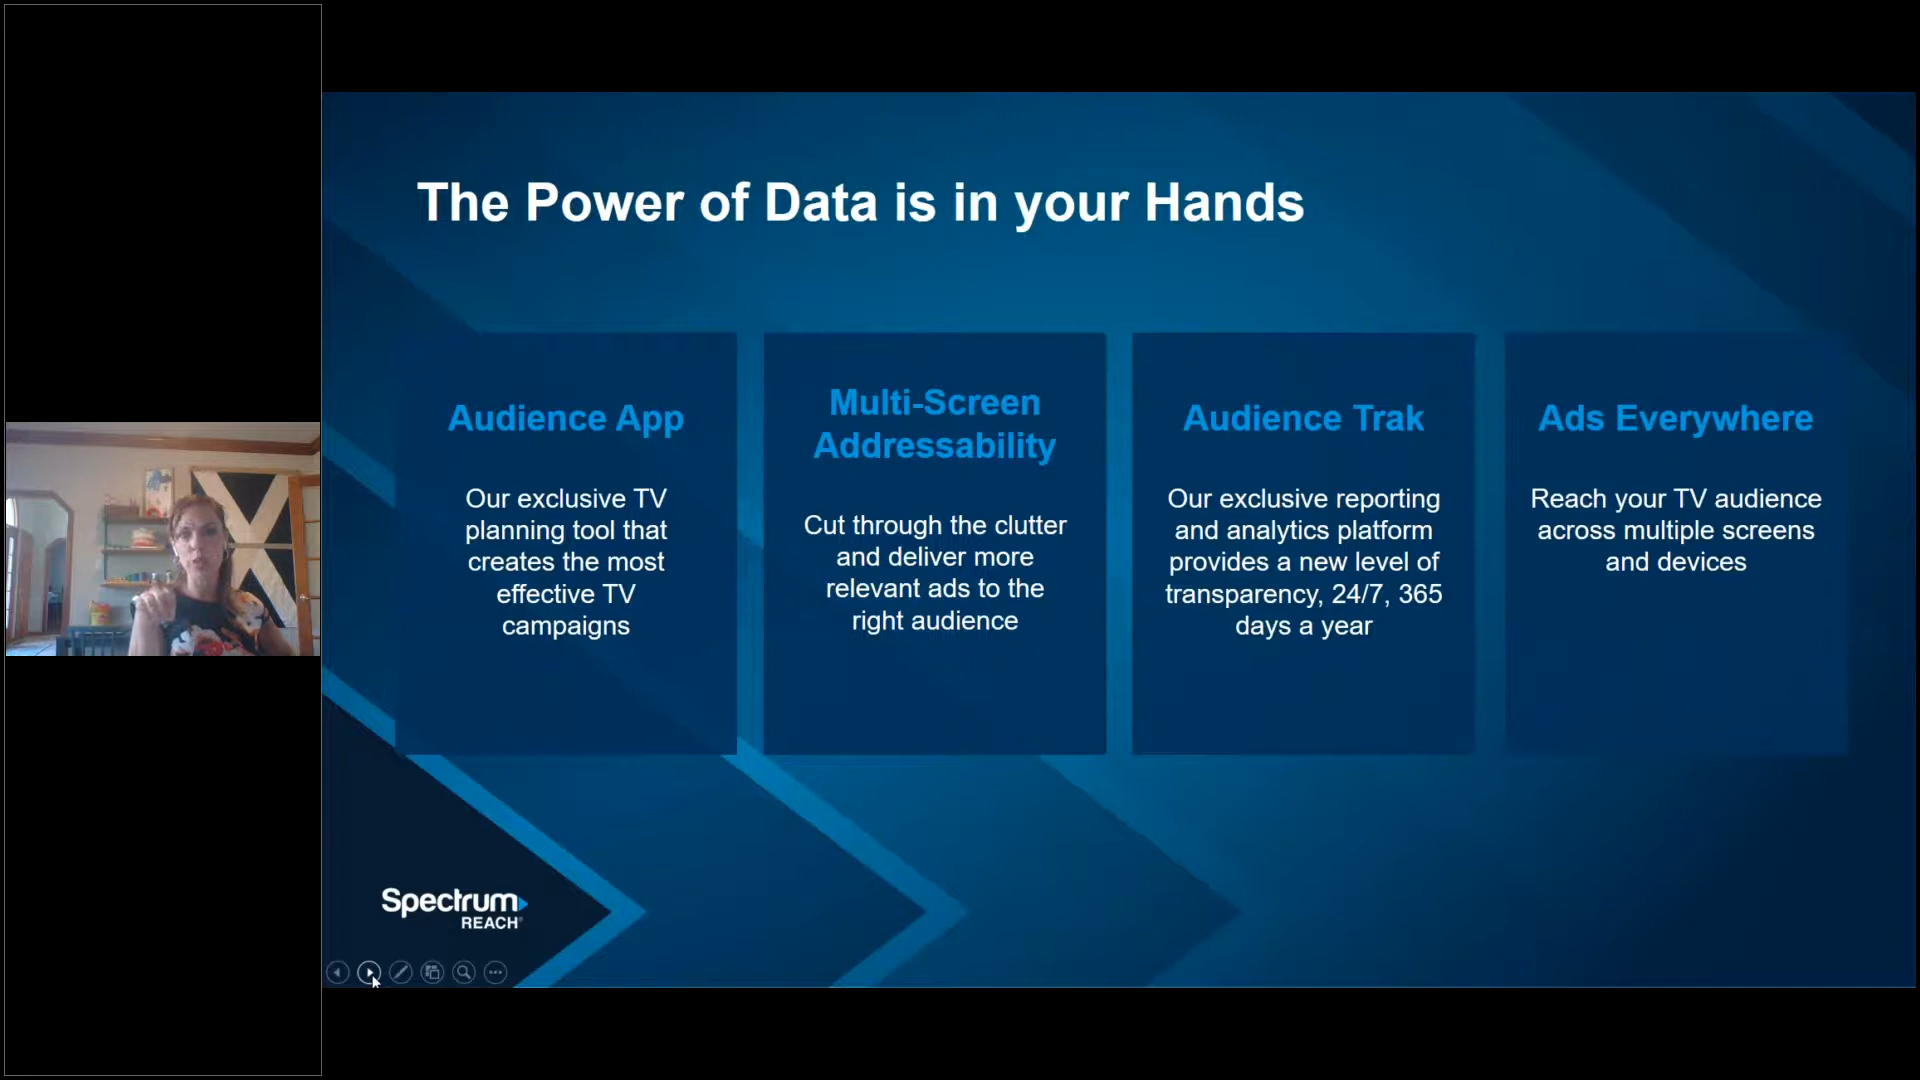 The Power of Data is in your Hands
Audience App
Our exclusive TV
planning tool that
creates the most
effective TV
campaigns
Multi-Screen
Addressability
Cut through the clutter
and deliver more
relevant ads to the
right audience
Audience Trak
Our exclusive reporting
and analytics platform
provides a new level of
transparency, 24/7, 365
days a year
Ads Everywhere
Reach your TV audience
across multiple screens
and devices
Spectrum
REACH